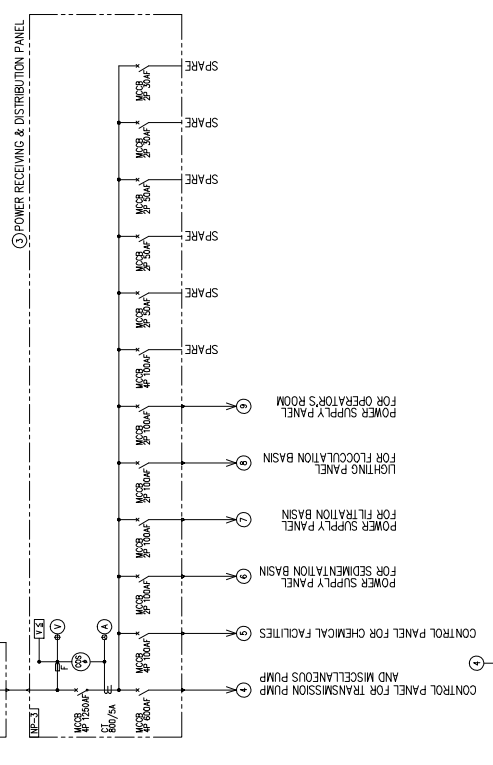 ③ POWER RECEIVING & DISTRIBUTION PANEL
MCCB
2P 30AF
SPARE
MCCB
2P 30AF
SPARE
MCCB
2P 50AF
SPARE
MCCB
2P 50AF
SPARE
MCCB
2P 50AF
SPARE
MCCB
4P 100AF
SPARE
MCCB
2P 100AF
⑨
POWER SUPPLY PANEL
FOR OPERATOR'S ROOM
MCCB
2P 100AF
⑧
LIGHTING PANEL
FOR FLOCCULATION BASIN
MCCB
2P 100AF
⑦
POWER SUPPLY PANEL
FOR FILTRATION BASIN
MCCB
2P 100AF
⑥
POWER SUPPLY PANEL
FOR SEDIMENTATION BASIN
MCCB
4P 100AF
⑤
CONTROL PANEL FOR CHEMICAL FACILITIES
MCCB
4P 600AF
④
CONTROL PANEL FOR TRANSMISSION PUMP
AND MISCELLANEOUS PUMP
NP-3
VS
V
A
F
COS
MCCB
4P 1250AF
CT
800/5A
④